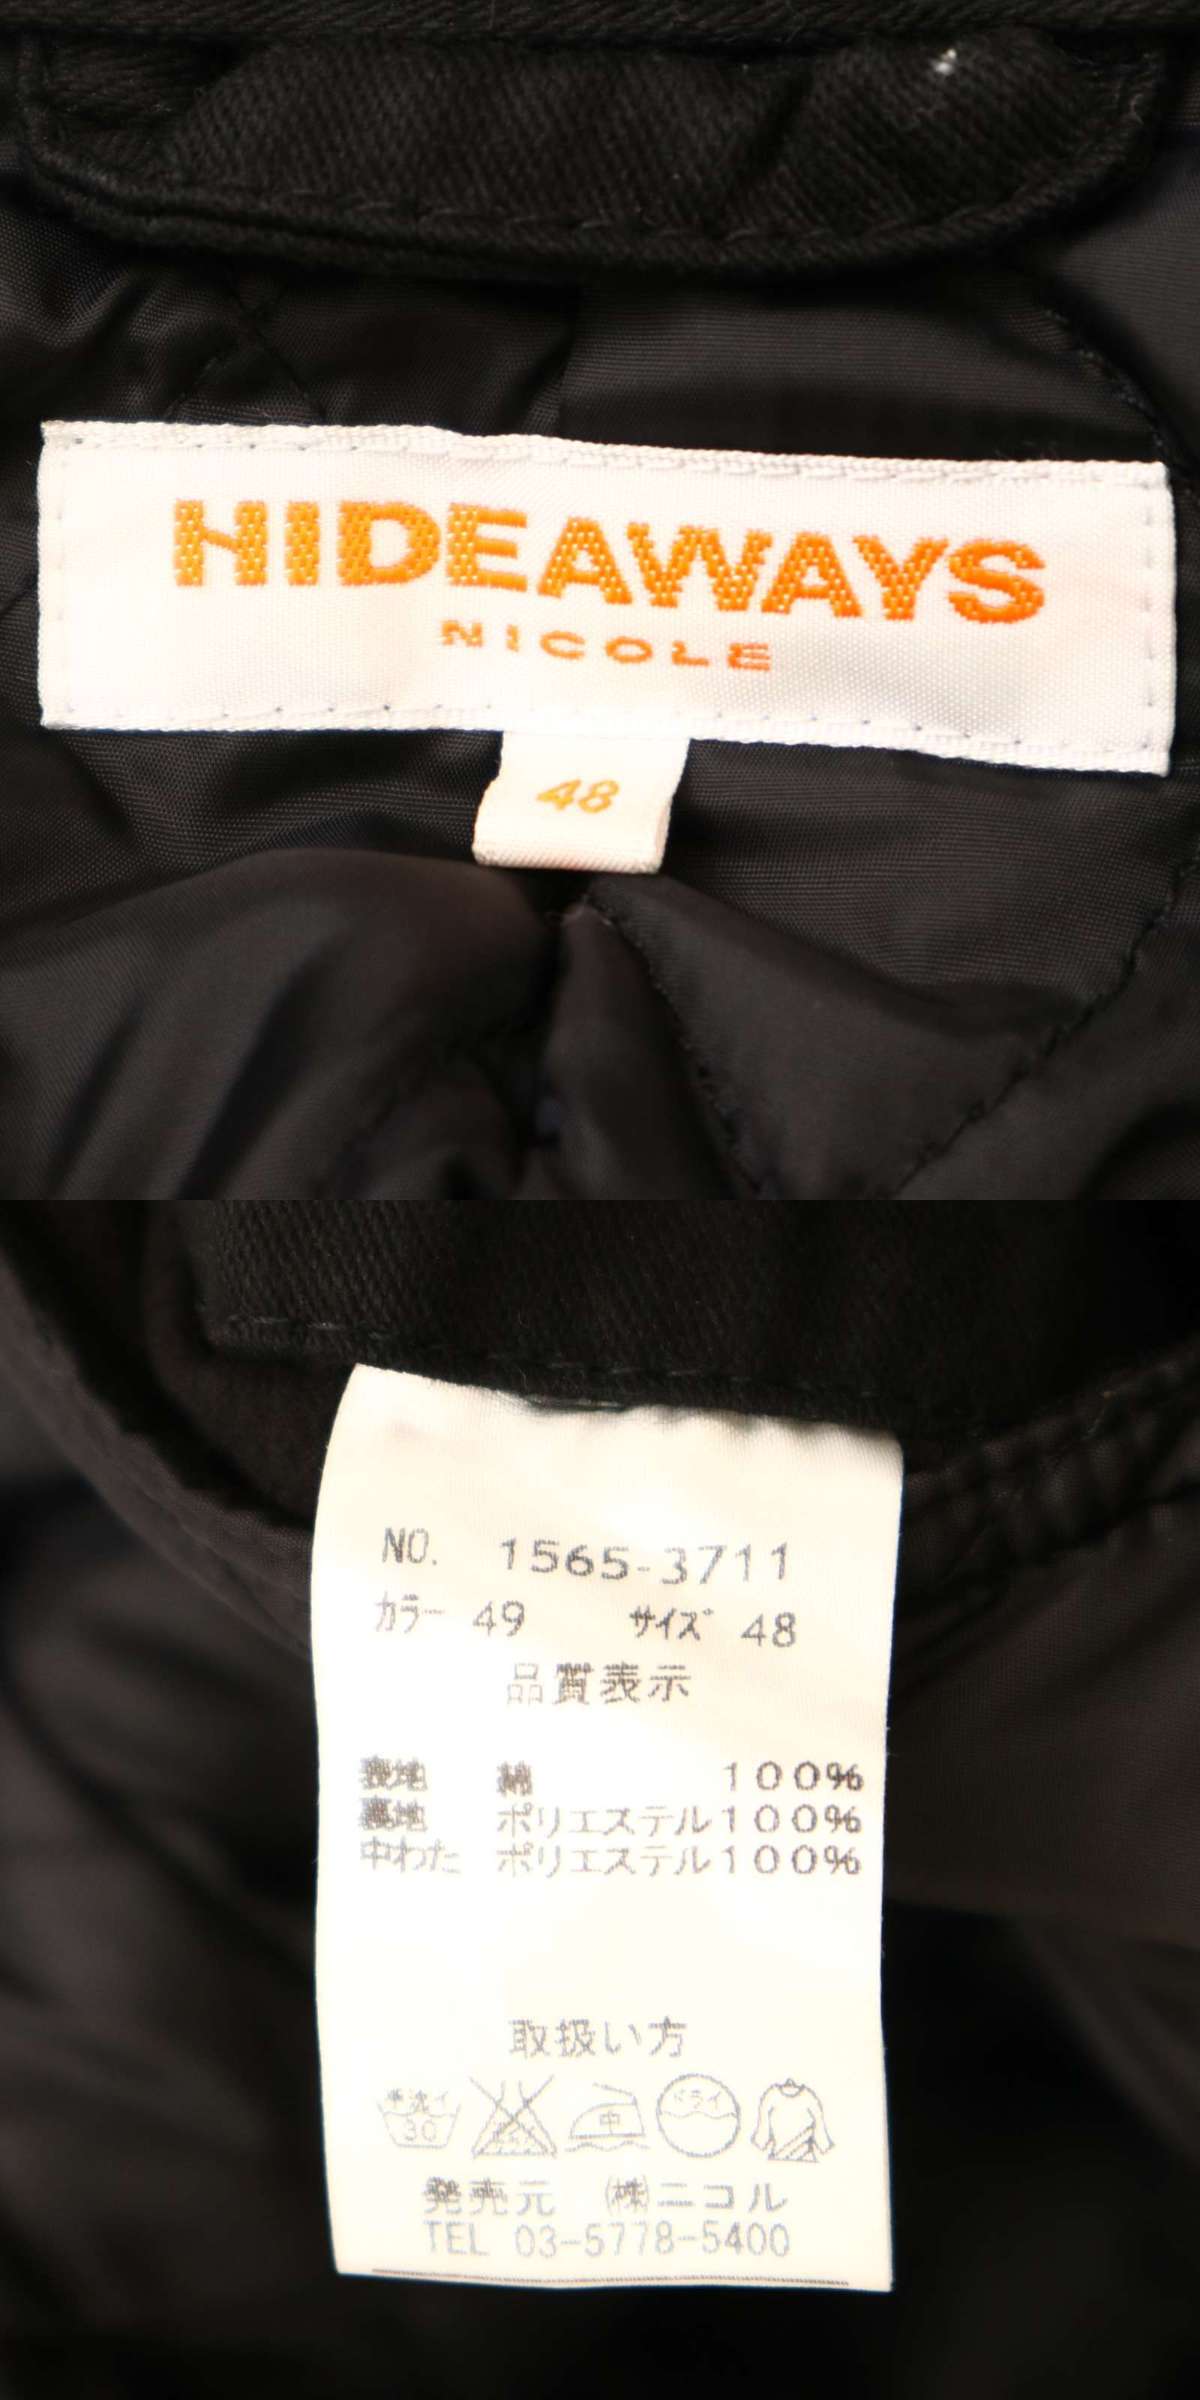 HIDEAWAYS
NICOLE
48
NO. 1565-3711
カラー 49 サイズ 48
品質表示
表地 綿 100%
裏地 ポリエステル100%
中わた ポリエステル100%
取扱い方
手洗イ 30 中 ドライ
発売元 ㈱ニコル
TEL 03-5778-5400